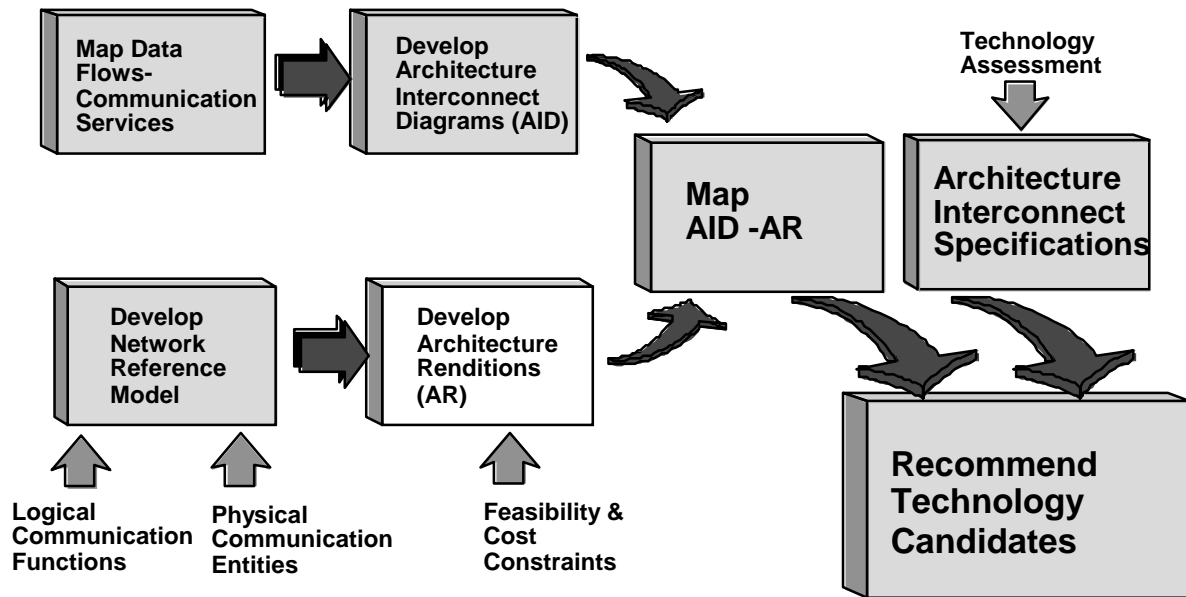 Map Data
Flows-
Communication
Services
Develop
Architecture
Interconnect
Diagrams (AID)
Technology
Assessment
Map
AID -AR
Architecture
Interconnect
Specifications
Develop
Network
Reference
Model
Develop
Architecture
Renditions
(AR)
Logical
Communication
Functions
Physical
Communication
Entities
Feasibility &
Cost
Constraints
Recommend
Technology
Candidates